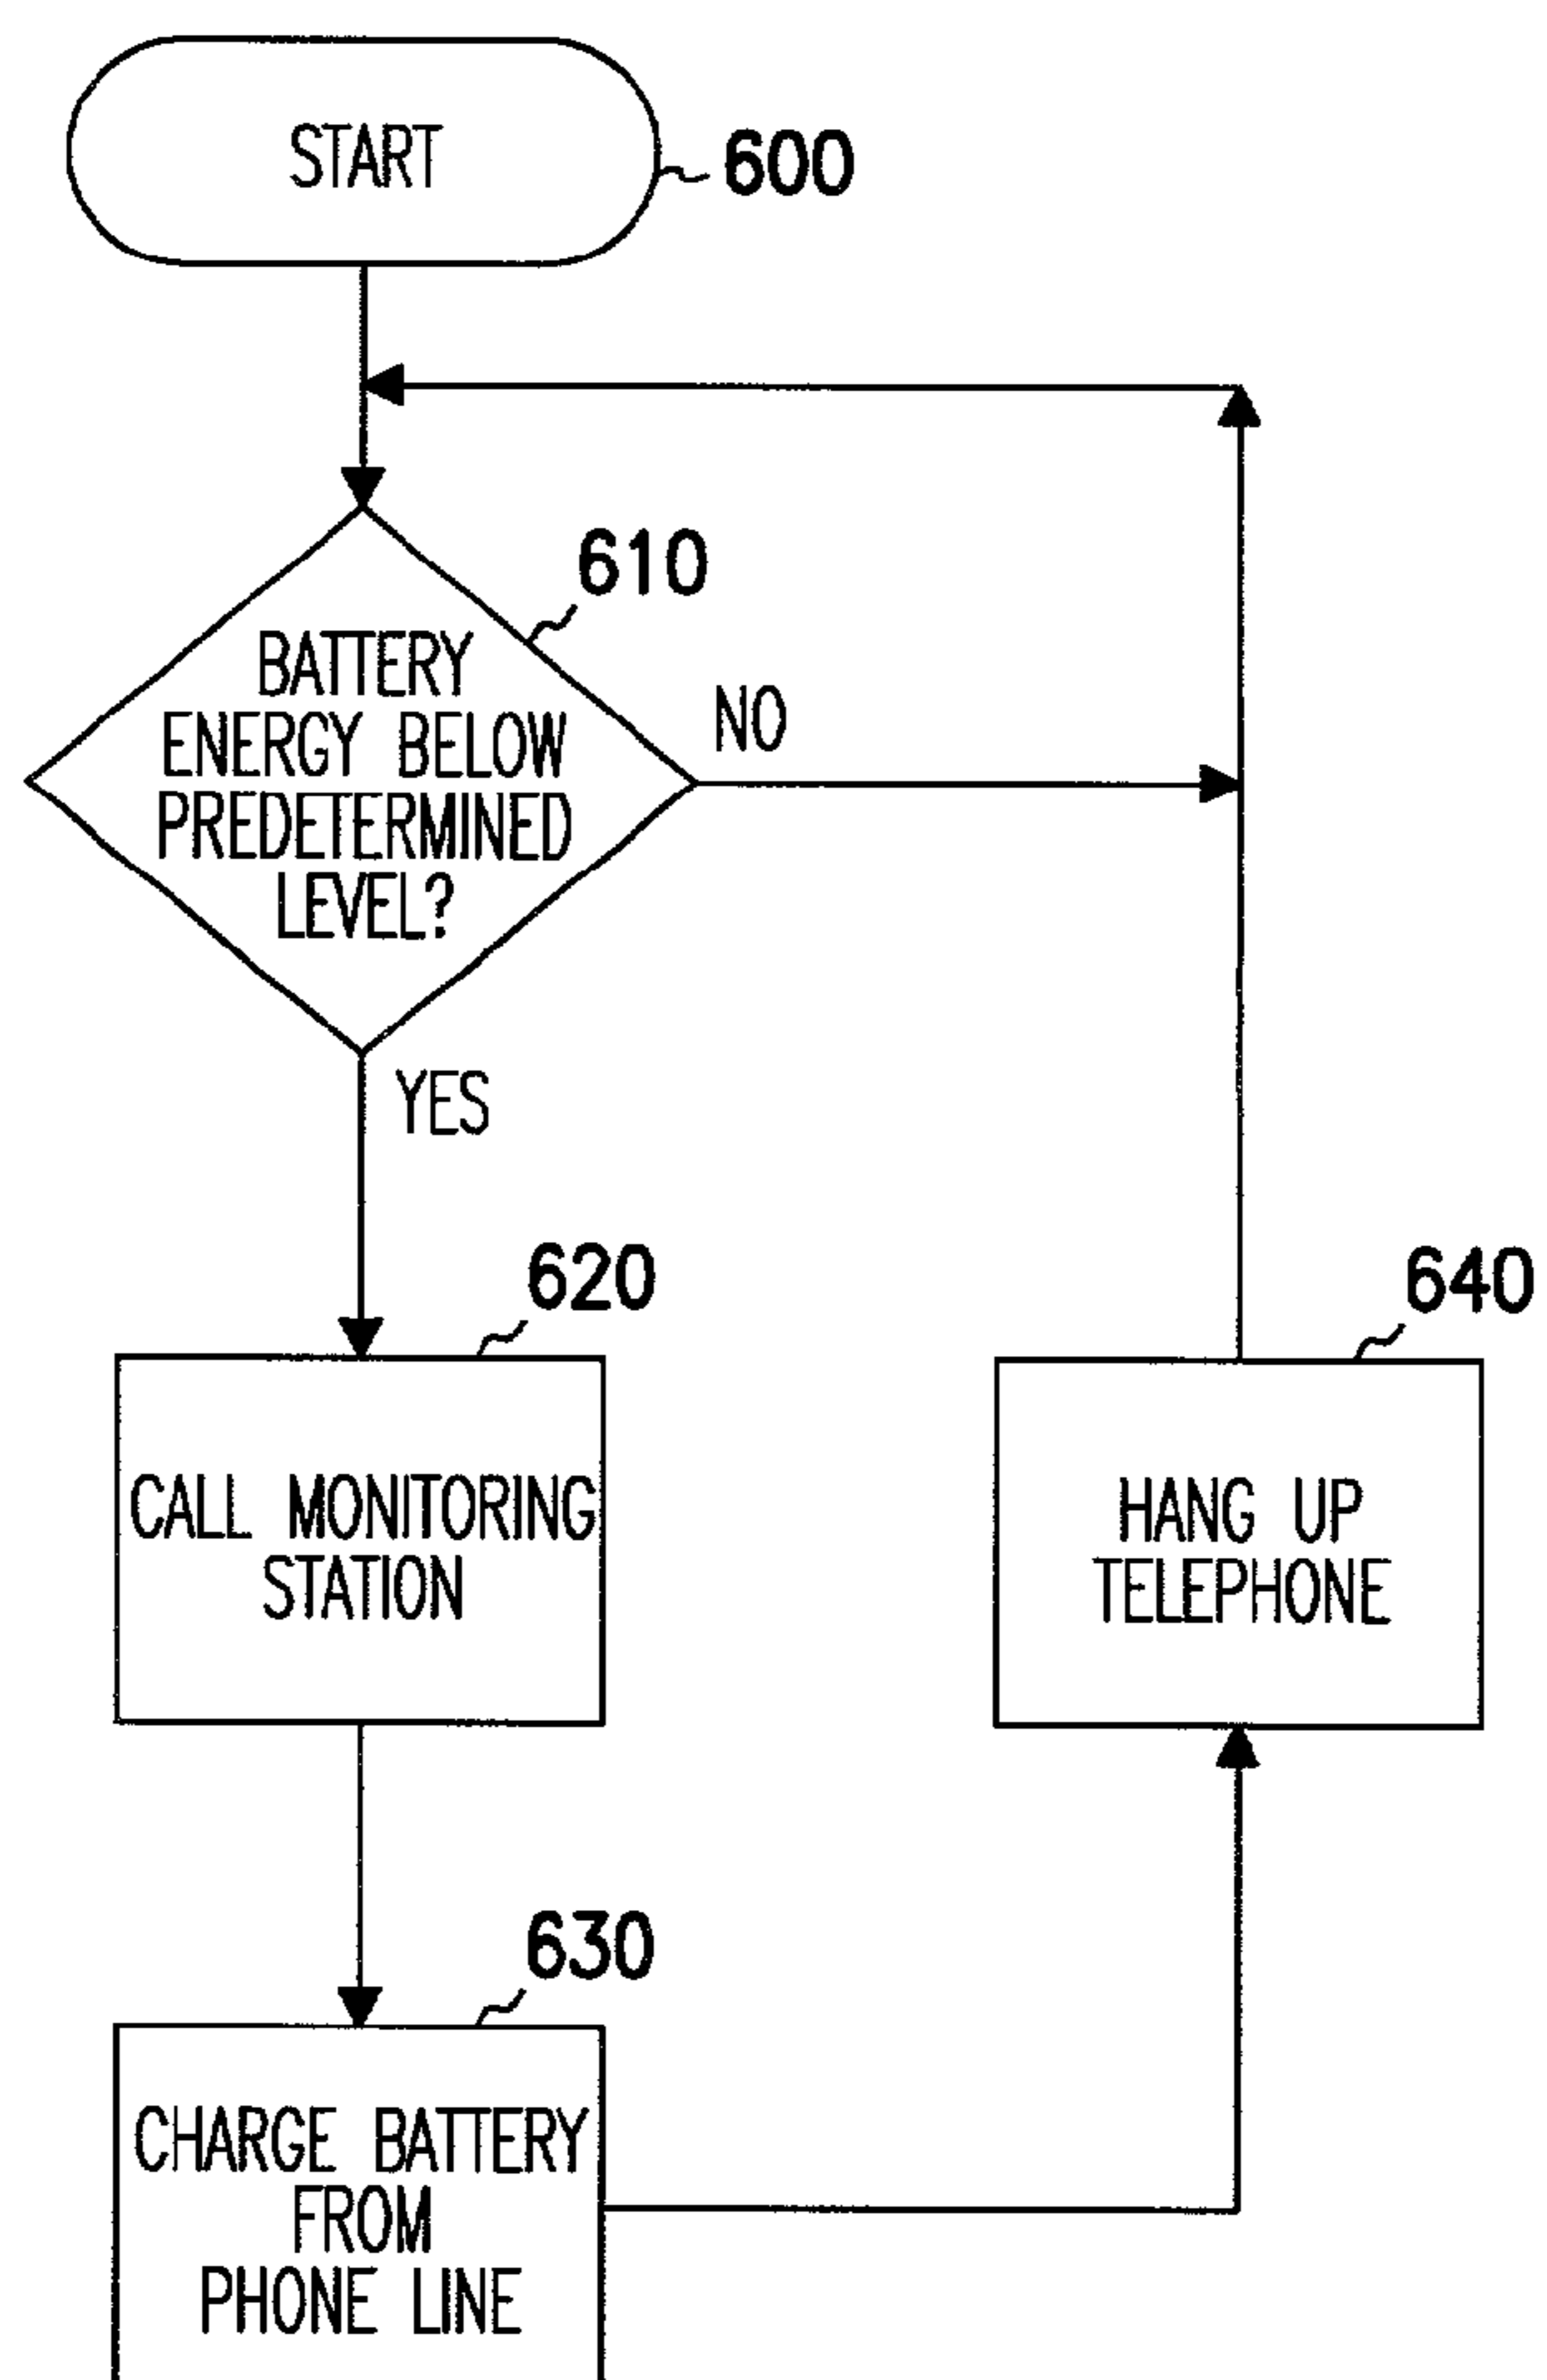 START
600
610
BATTERY
ENERGY BELOW
PREDETERMINED
LEVEL?
NO
YES
620
CALL MONITORING
STATION
640
HANG UP
TELEPHONE
630
CHARGE BATTERY
FROM
PHONE LINE